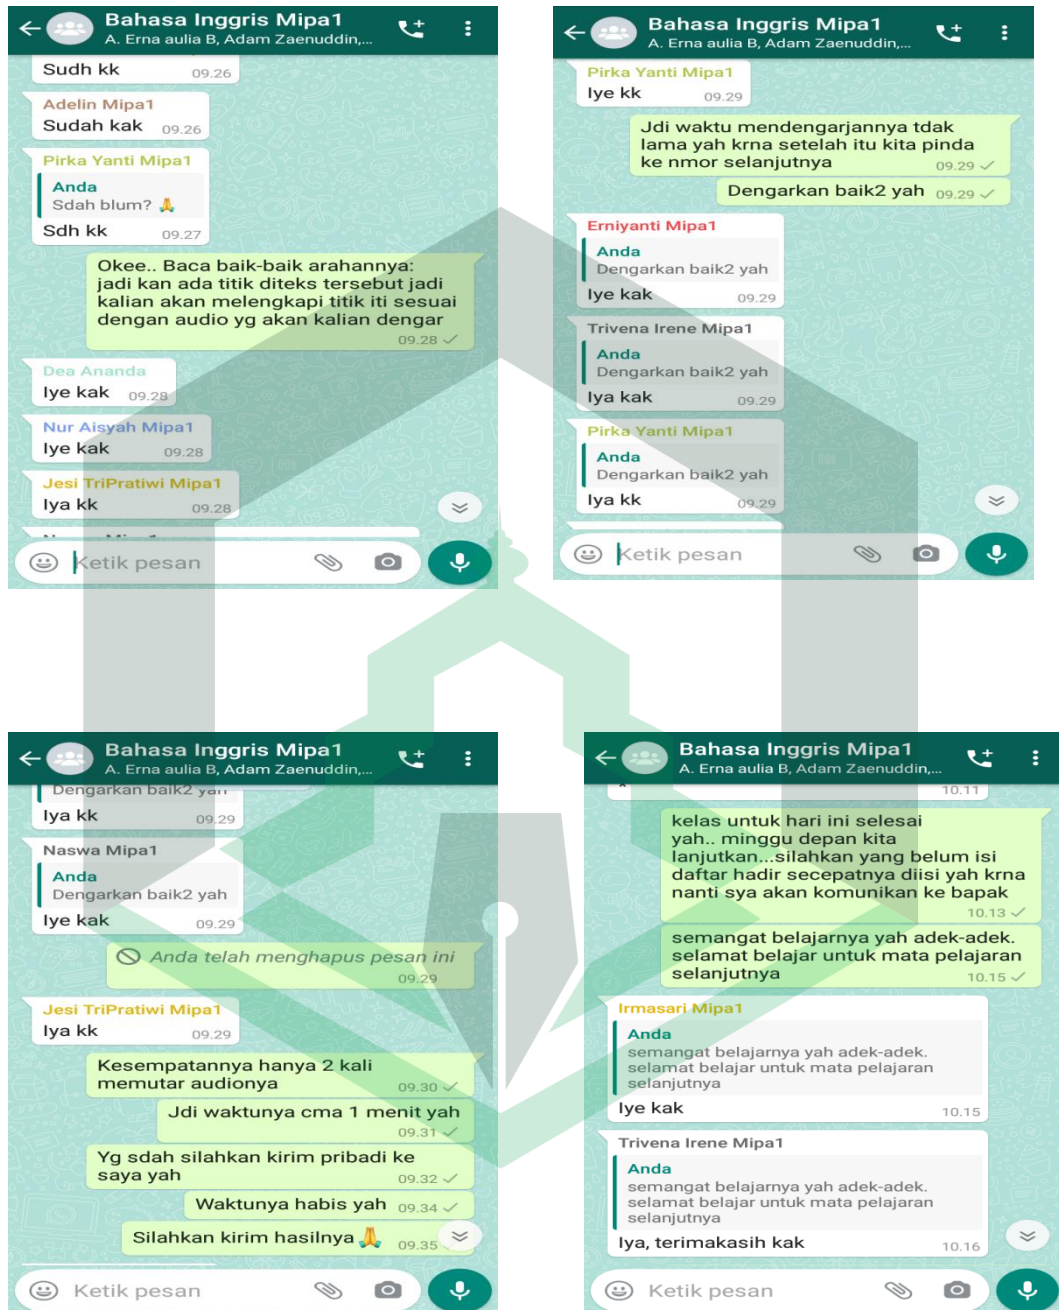 Bahasa Inggris Mipa1
A. Erna aulia B, Adam Zaenuddin,...
Sudh kk 09.26
Adelin Mipa1
Sudah kak 09.26
Pirka Yanti Mipa1
Anda
Sdah blum? 🙏
Sdh kk 09.27
Okee.. Baca baik-baik arahannya:
jadi kan ada titik diteks tersebut jadi
kalian akan melengkapi titik iti sesuai
dengan audio yg akan kalian dengar
09.28
Dea Ananda
Iye kak 09.28
Nur Aisyah Mipa1
Iye kak 09.28
Jesi TriPratiwi Mipa1
Iya kk 09.28
Ketik pesan
Bahasa Inggris Mipa1
A. Erna aulia B, Adam Zaenuddin,...
Pirka Yanti Mipa1
Iye kk 09.29
Jdi waktu mendengarjannya tdak
lama yah krna setelah itu kita pinda
ke nmor selanjutnya 09.29
Dengarkan baik2 yah 09.29
Erniyanti Mipa1
Anda
Dengarkan baik2 yah
Iye kak 09.29
Trivena Irene Mipa1
Anda
Dengarkan baik2 yah
Iya kak 09.29
Pirka Yanti Mipa1
Anda
Dengarkan baik2 yah
Iya kk 09.29
Ketik pesan
Bahasa Inggris Mipa1
A. Erna aulia B, Adam Zaenuddin,...
Dengarkan baik2 yah
Iya kk 09.29
Naswa Mipa1
Anda
Dengarkan baik2 yah
Iye kak 09.29
Anda telah menghapus pesan ini
09.29
Jesi TriPratiwi Mipa1
Iya kk 09.29
Kesempatannya hanya 2 kali
memutar audionya 09.30
Jdi waktunya cma 1 menit yah
09.31
Yg sdah silahkan kirim pribadi ke
saya yah 09.32
Waktunya habis yah 09.34
Silahkan kirim hasilnya 🙏 09.35
Ketik pesan
Bahasa Inggris Mipa1
A. Erna aulia B, Adam Zaenuddin,...
10.11
kelas untuk hari ini selesai
yah.. minggu depan kita
lanjutkan...silahkan yang belum isi
daftar hadir secepatnya diisi yah krna
nanti sya akan komunikan ke bapak
10.13
semangat belajarnya yah adek-adek.
selamat belajar untuk mata pelajaran
selanjutnya 10.15
Irmasari Mipa1
Anda
semangat belajarnya yah adek-adek.
selamat belajar untuk mata pelajaran
selanjutnya
Iye kak 10.15
Trivena Irene Mipa1
Anda
semangat belajarnya yah adek-adek.
selamat belajar untuk mata pelajaran
selanjutnya
Iya, terimakasih kak 10.16
Ketik pesan